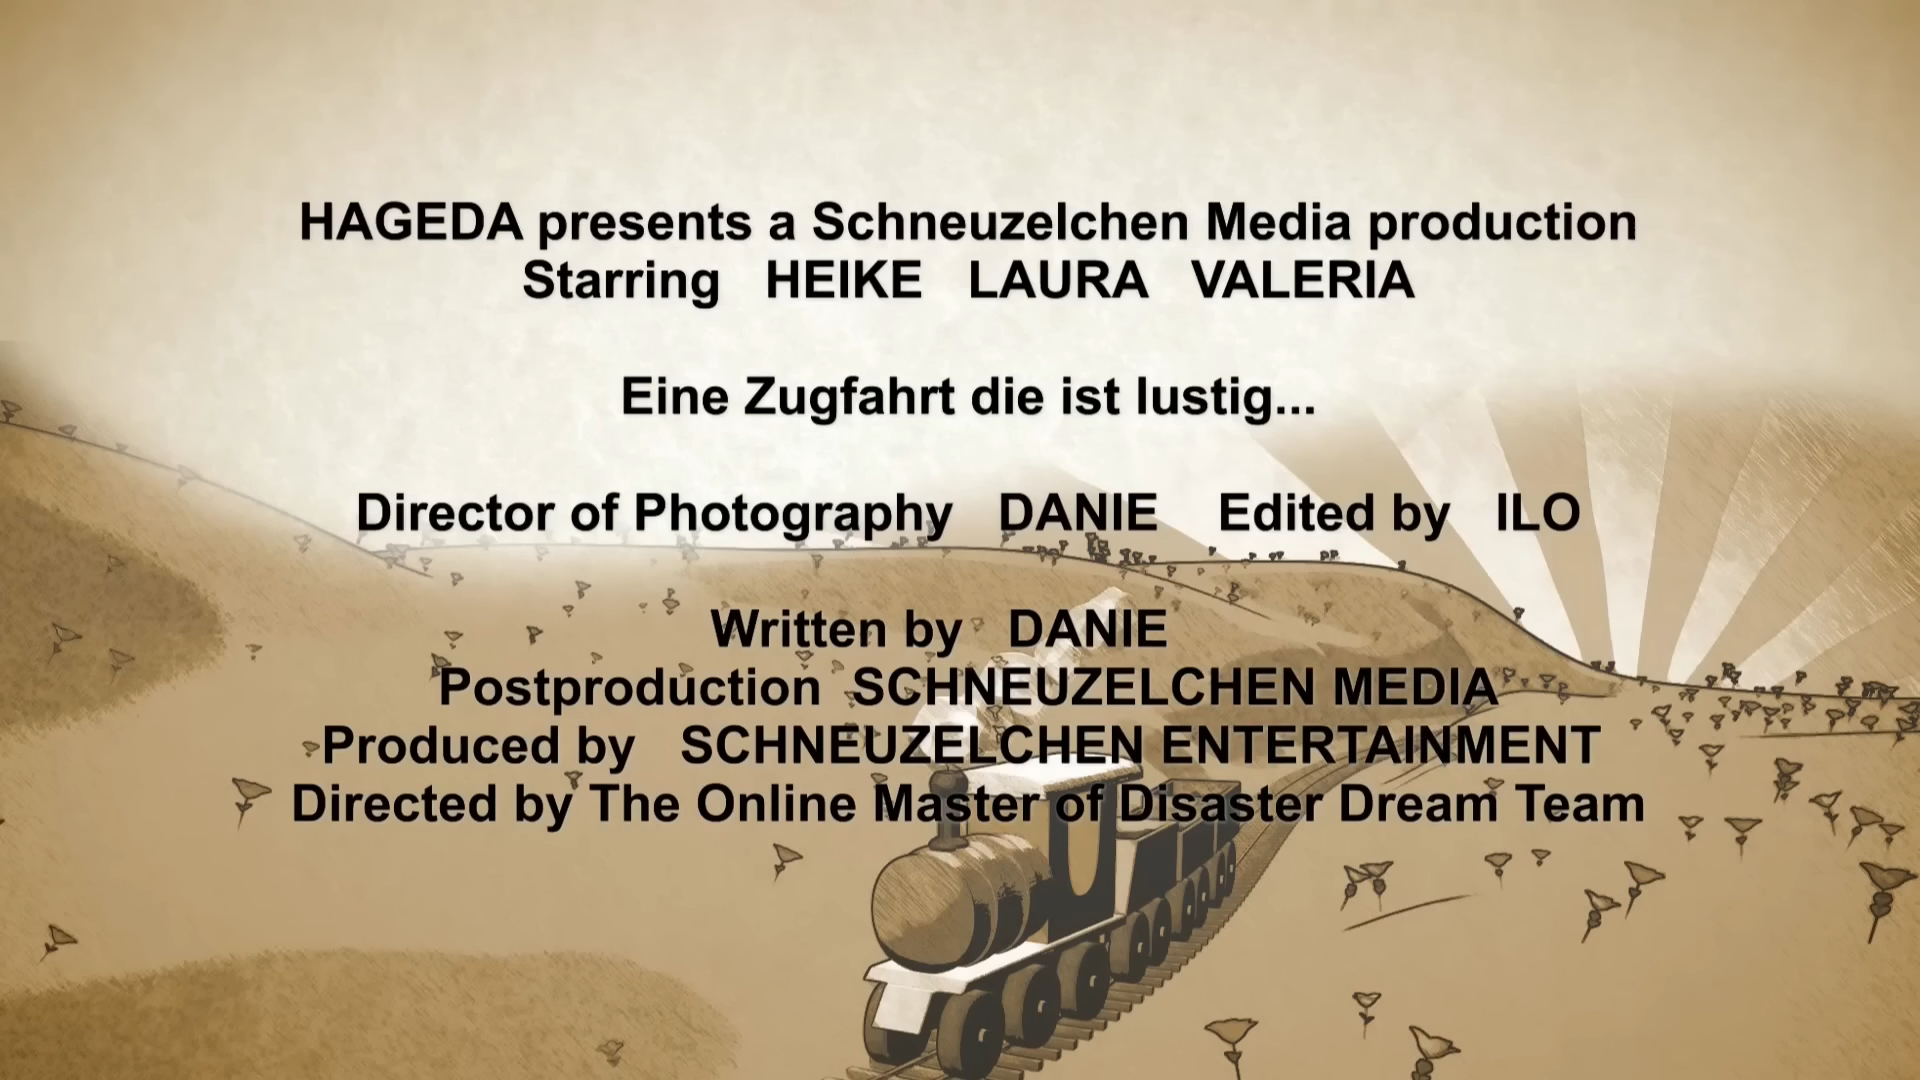 HAGEDA presents a Schneuzelchen Media production
Starring HEIKE LAURA VALERIA
Eine Zugfahrt die ist lustig...
Director of Photography DANIE Edited by ILO
Written by DANIE
Postproduction SCHNEUZELCHEN MEDIA
Produced by SCHNEUZELCHEN ENTERTAINMENT
Directed by The Online Master of Disaster Dream Team